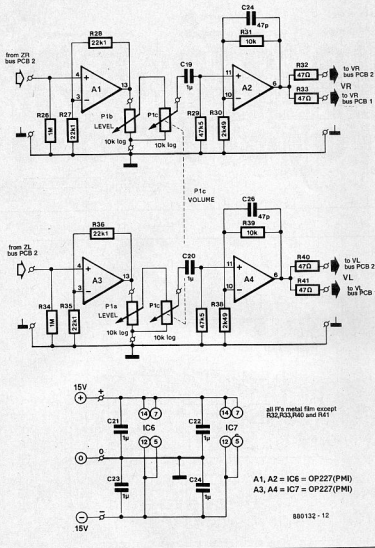 C24
47p
R28
22k1
R31
10k
from ZR
bus PCB 2
C19
1µ
R32
47Ω
to VR
bus PCB 2
VR
R33
47Ω
to VR
bus PCB 1
4
3
13
A1
11
10
6
A2
R26
1M
R27
22k1
P1b
LEVEL
10k log
P1c
10k log
R29
47k5
R30
2k49
P1c
VOLUME
C26
47p
R36
22k1
R39
10k
from ZL
bus PCB 2
C20
1µ
R40
47Ω
to VL
bus PCB 2
VL
R41
47Ω
to VL
bus PCB
4
3
13
A3
11
10
6
A4
R34
1M
R35
22k1
P1a
LEVEL
10k log
P1c
10k log
47k5
R38
2k49
15V
+
+
C21
1µ
14
7
IC6
12
5
C22
1µ
14
7
IC7
12
5
all R's metal film except
R32,R33,R40 and R41
0
0
C23
1µ
C24
1µ
15V
A1, A2 = IC6 = OP227(PMI)
A3, A4 = IC7 = OP227(PMI)
880132 - 12